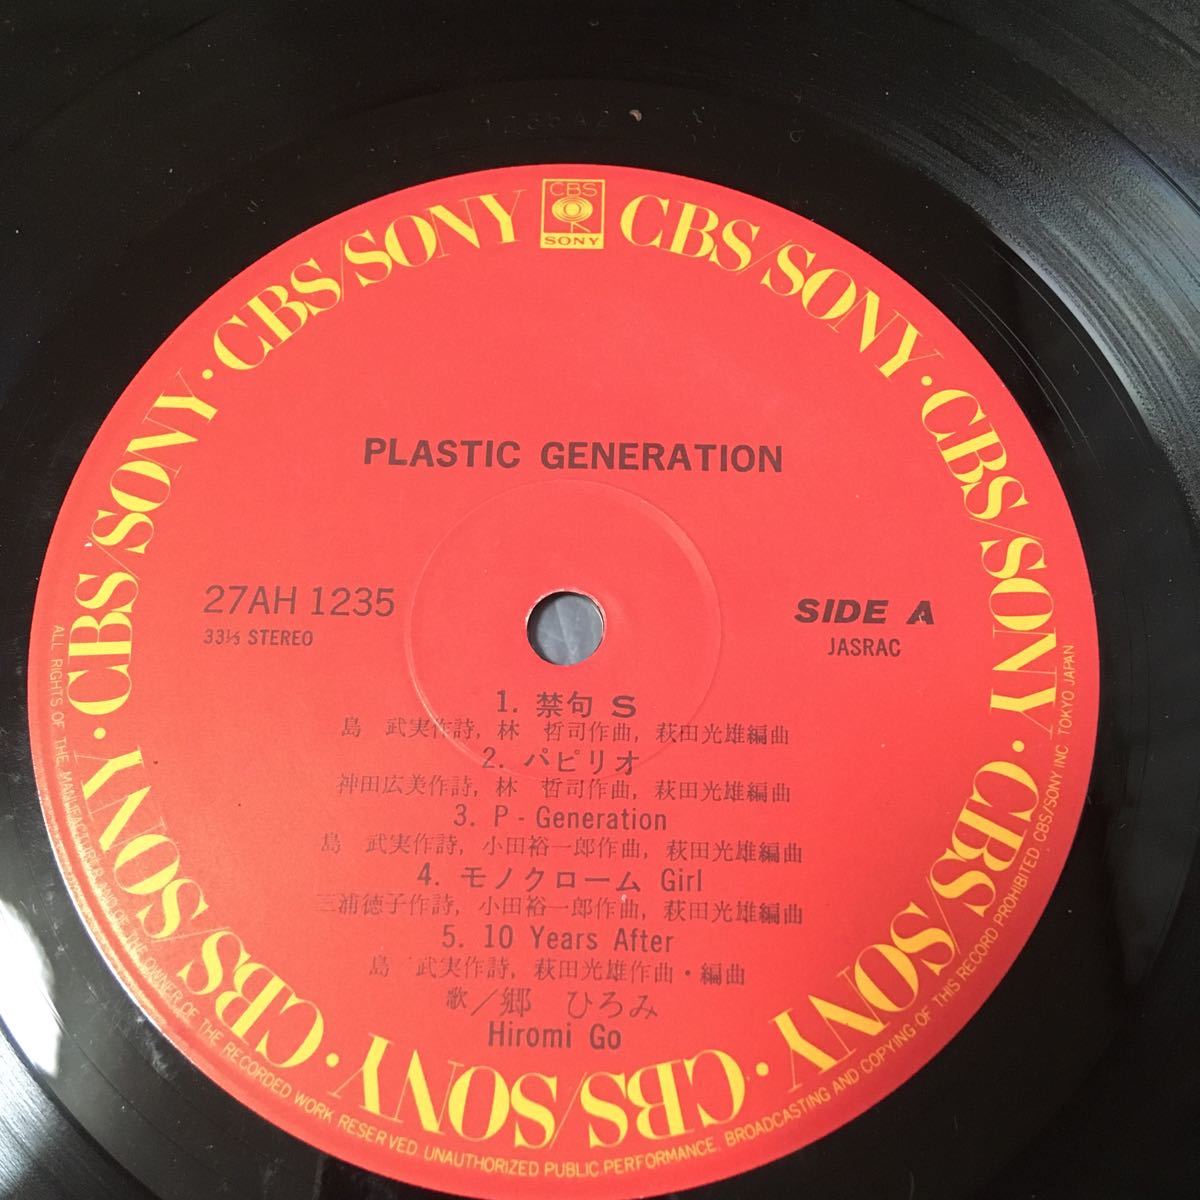 CBS
SONY
CBS/SONY · CBS/SONY · CBS/SONY · CBS/SONY · CBS/SONY · CBS/SONY · CBS/SONY · CBS/SONY · CBS/SONY
PLASTIC GENERATION
27AH 1235
33⅓ STEREO
SIDE A
JASRAC
1. 禁句 S
島 武実作詩, 林 哲司作曲, 萩田光雄編曲
2. パピリオ
神田広美作詩, 林 哲司作曲, 萩田光雄編曲
3. P - Generation
島 武実作詩, 小田裕一郎作曲, 萩田光雄編曲
4. モノクローム Girl
三浦徳子作詩, 小田裕一郎作曲, 萩田光雄編曲
5. 10 Years After
島 武実作詩, 萩田光雄作曲・編曲
歌／郷 ひろみ
Hiromi Go
ALL RIGHTS OF THE MANUFACTURER AND OF THE OWNER OF THE RECORDED WORK RESERVED. UNAUTHORIZED PUBLIC PERFORMANCE, BROADCASTING AND COPYING OF THIS RECORD PROHIBITED. CBS/SONY INC. TOKYO JAPAN